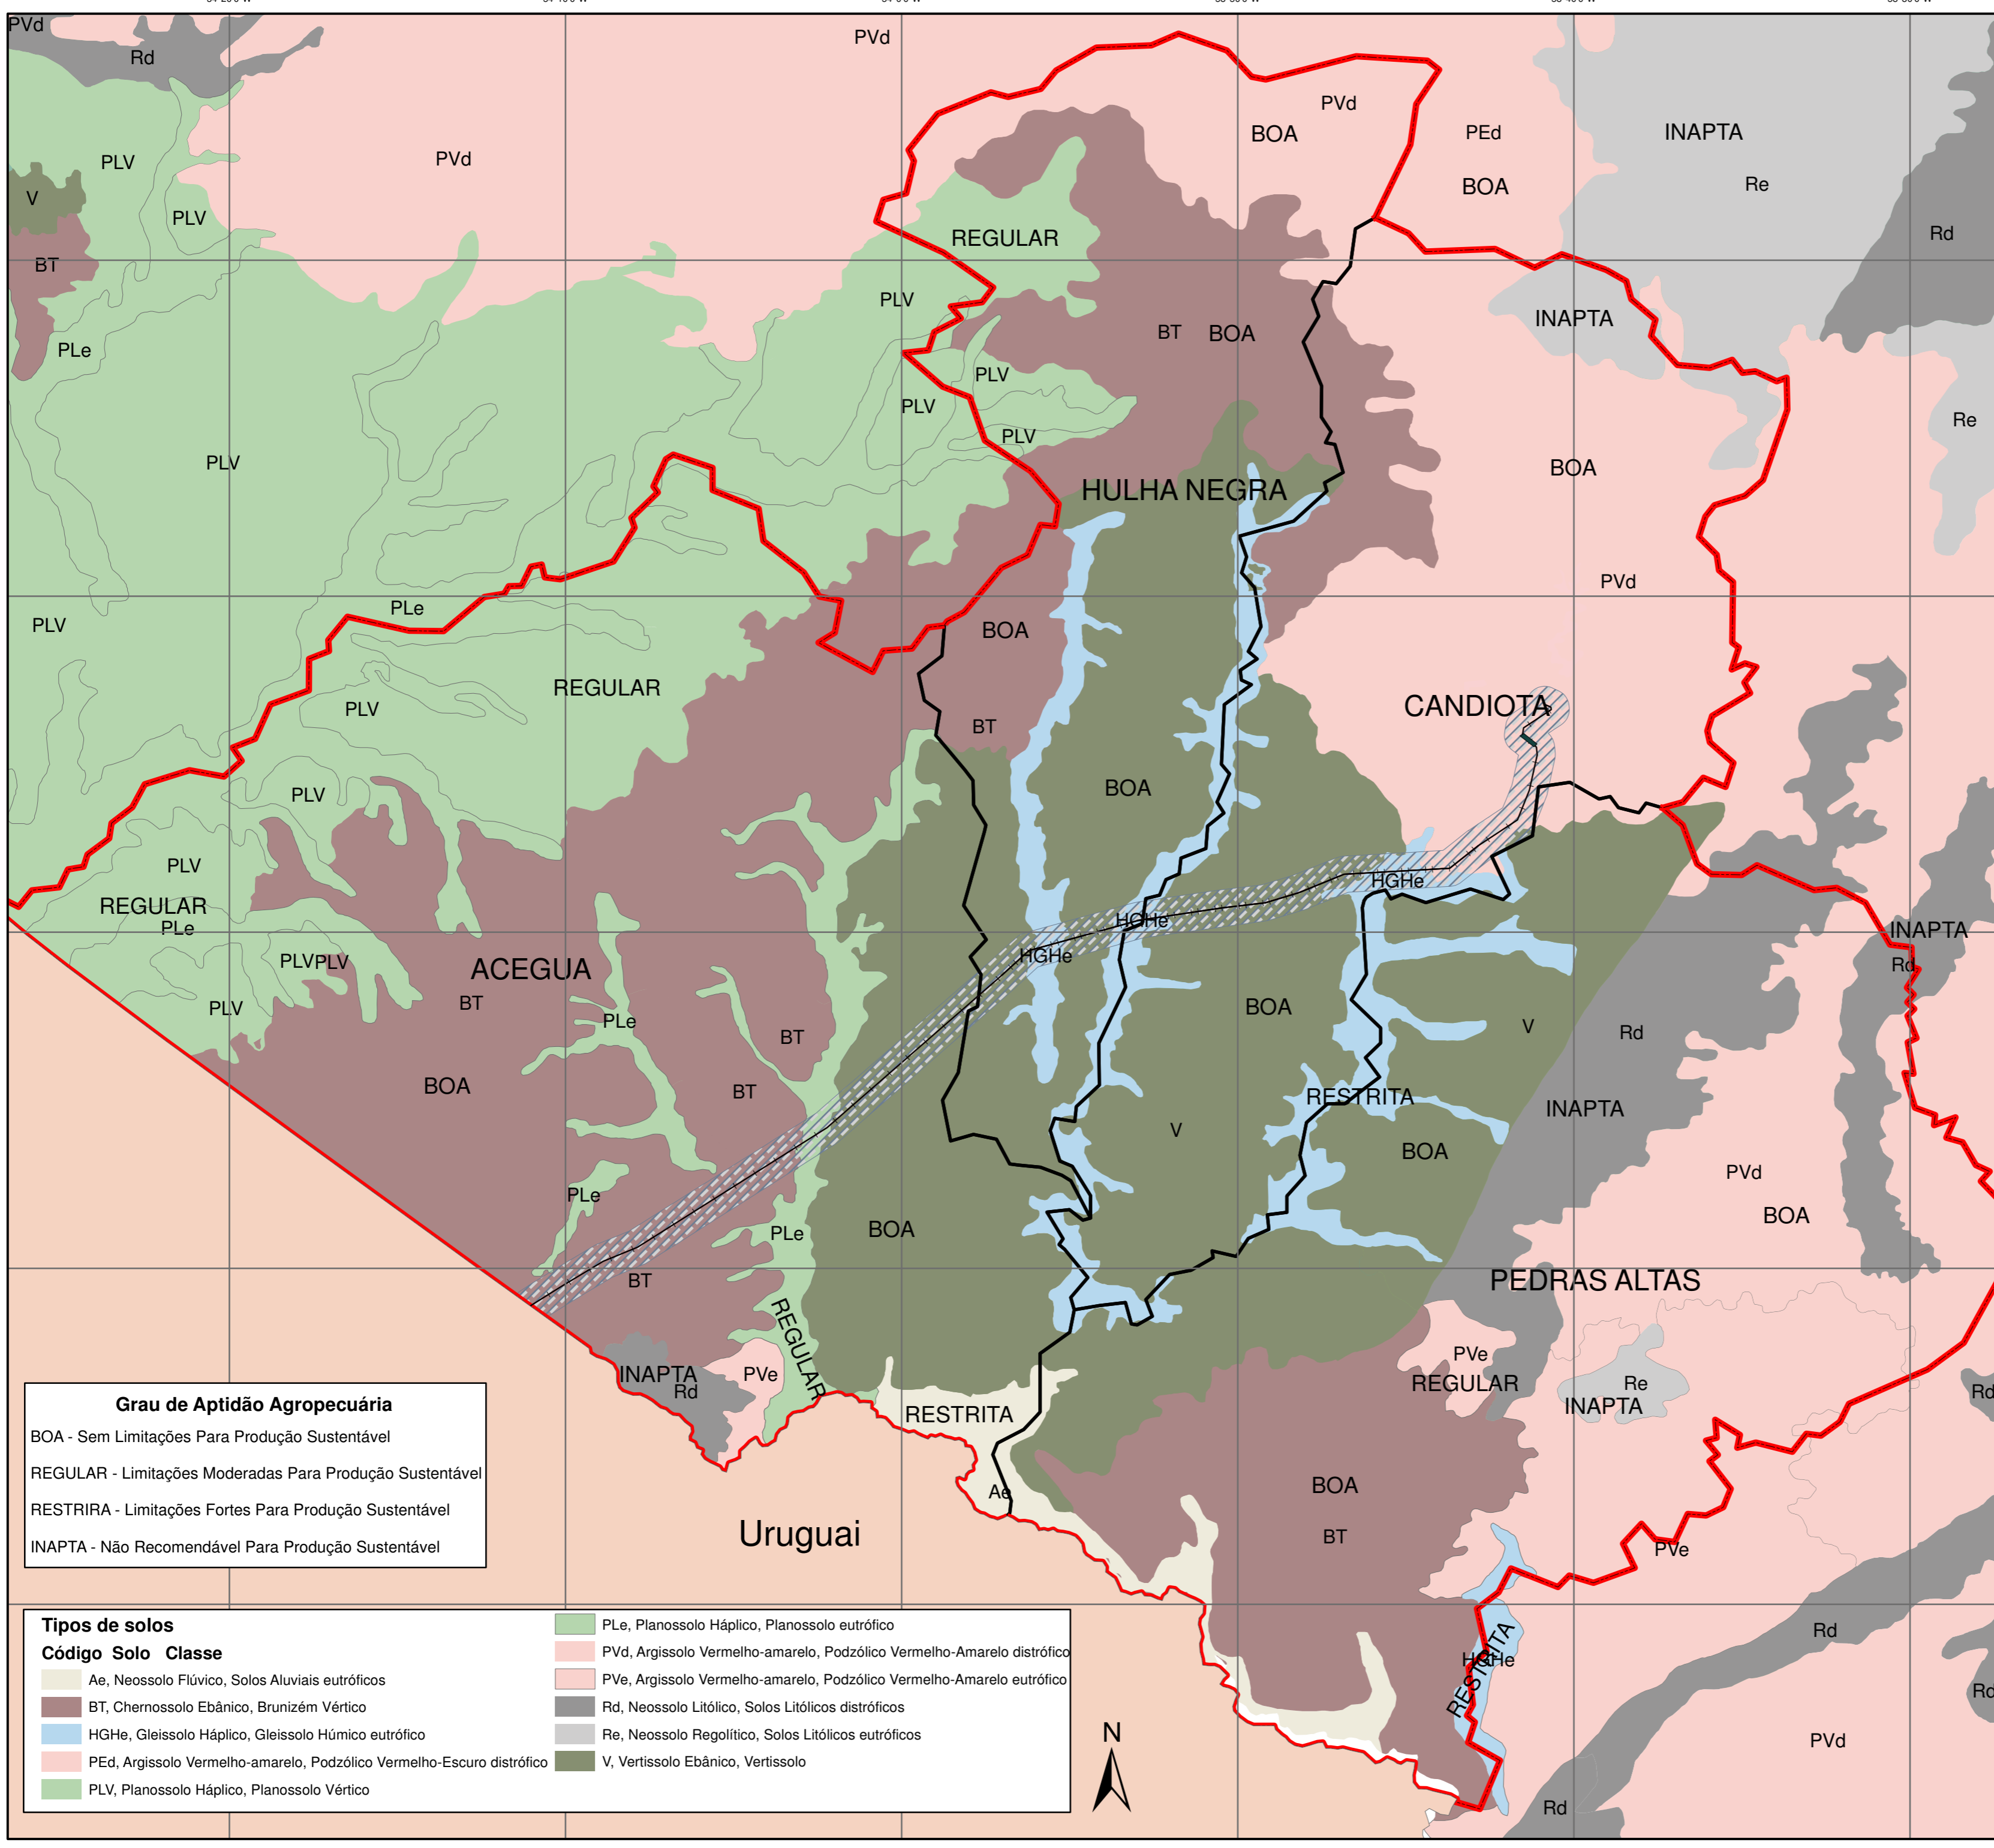 PVd
Rd
PVd
PVd
BOA
PEd
BOA
INAPTA
Re
PLV
PVd
V
PLV
BT
REGULAR
Rd
PLV
INAPTA
BT BOA
PLe
PLV
PLV
Re
PLV
PLV
BOA
HULHA NEGRA
PVd
PLe
PLV
BOA
REGULAR
PLV
BT
CANDIOTA
PLV
BOA
PLV
HGHe
REGULAR
PLe
HGHe
INAPTA
PLVPLV
ACEGUA
HGHe
Rd
BT
PLV
PLe
BT
BOA
V
Rd
BOA
BT
RESTRITA
INAPTA
V
BOA
PVd
PLe
BOA
PLe
BOA
BT
PEDRAS ALTAS
REGULAR
INAPTA
Rd
PVe
PVe
REGULAR
Re
INAPTA
Rd
RESTRITA
Ae
BOA
BT
Uruguai
PVe
Rd
HGHe
RESTRITA
Rd
PVd
Rd
Grau de Aptidão Agropecuária
BOA - Sem Limitações Para Produção Sustentável
REGULAR - Limitações Moderadas Para Produção Sustentável
RESTRIRA - Limitações Fortes Para Produção Sustentável
INAPTA - Não Recomendável Para Produção Sustentável
Tipos de solos
Código Solo Classe
Ae, Neossolo Flúvico, Solos Aluviais eutróficos
BT, Chernossolo Ebânico, Brunizém Vértico
HGHe, Gleissolo Háplico, Gleissolo Húmico eutrófico
PEd, Argissolo Vermelho-amarelo, Podzólico Vermelho-Escuro distrófico
PLV, Planossolo Háplico, Planossolo Vértico
PLe, Planossolo Háplico, Planossolo eutrófico
PVd, Argissolo Vermelho-amarelo, Podzólico Vermelho-Amarelo distrófico
PVe, Argissolo Vermelho-amarelo, Podzólico Vermelho-Amarelo eutrófico
Rd, Neossolo Litólico, Solos Litólicos distróficos
Re, Neossolo Regolítico, Solos Litólicos eutróficos
V, Vertissolo Ebânico, Vertissolo
N